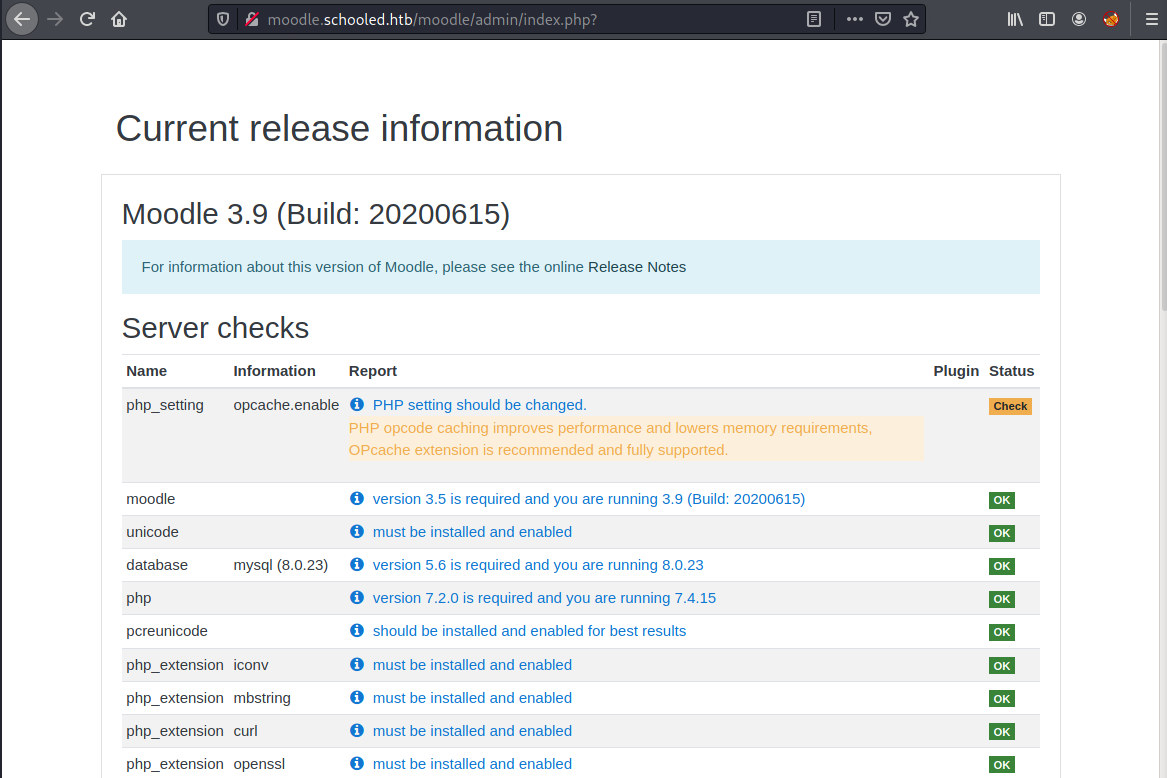 moodle.schooled.htb/moodle/admin/index.php?
Current release information
Moodle 3.9 (Build: 20200615)
For information about this version of Moodle, please see the online Release Notes
Server checks
Name Information Report Plugin Status
php_setting opcache.enable PHP setting should be changed. Check
PHP opcode caching improves performance and lowers memory requirements,
OPcache extension is recommended and fully supported.
moodle version 3.5 is required and you are running 3.9 (Build: 20200615) OK
unicode must be installed and enabled OK
database mysql (8.0.23) version 5.6 is required and you are running 8.0.23 OK
php version 7.2.0 is required and you are running 7.4.15 OK
pcreunicode should be installed and enabled for best results OK
php_extension iconv must be installed and enabled OK
php_extension mbstring must be installed and enabled OK
php_extension curl must be installed and enabled OK
php_extension openssl must be installed and enabled OK